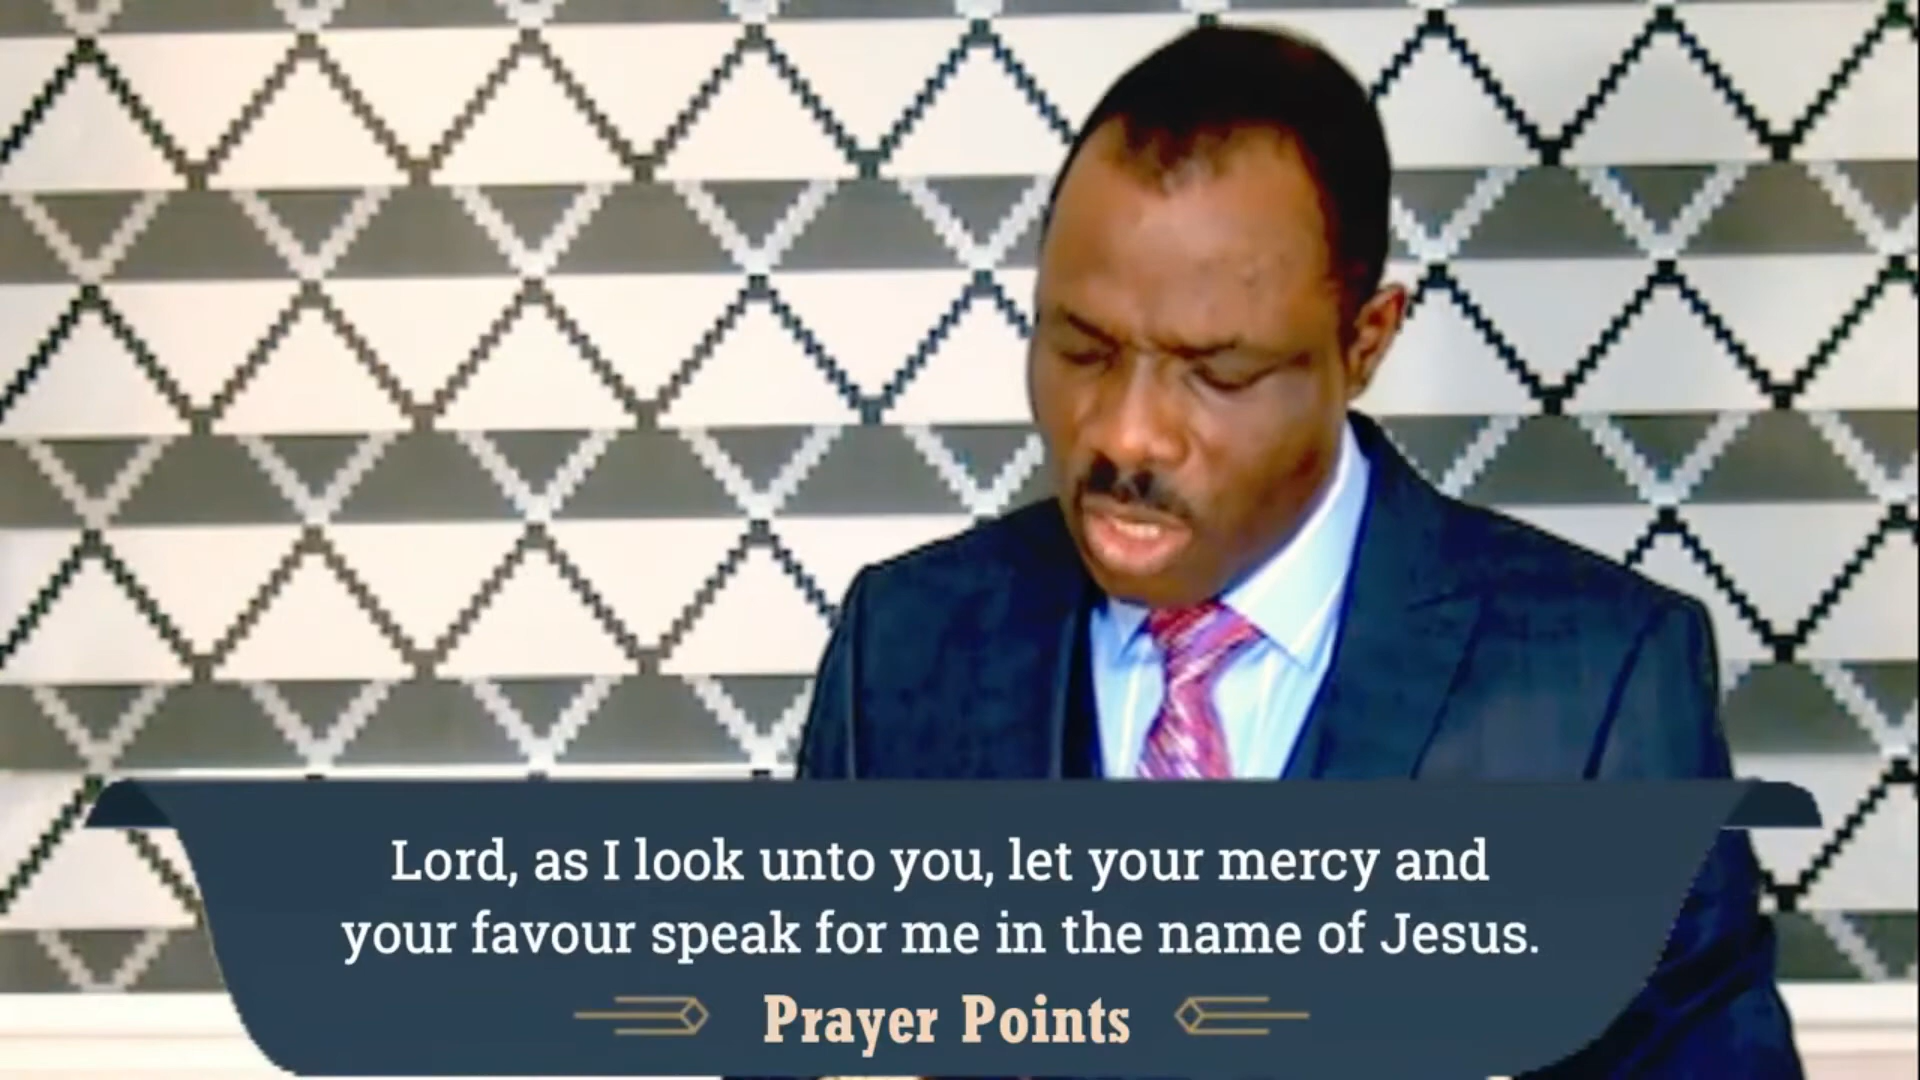 Lord, as I look unto you, let your mercy and
your favour speak for me in the name of Jesus.
Prayer Points